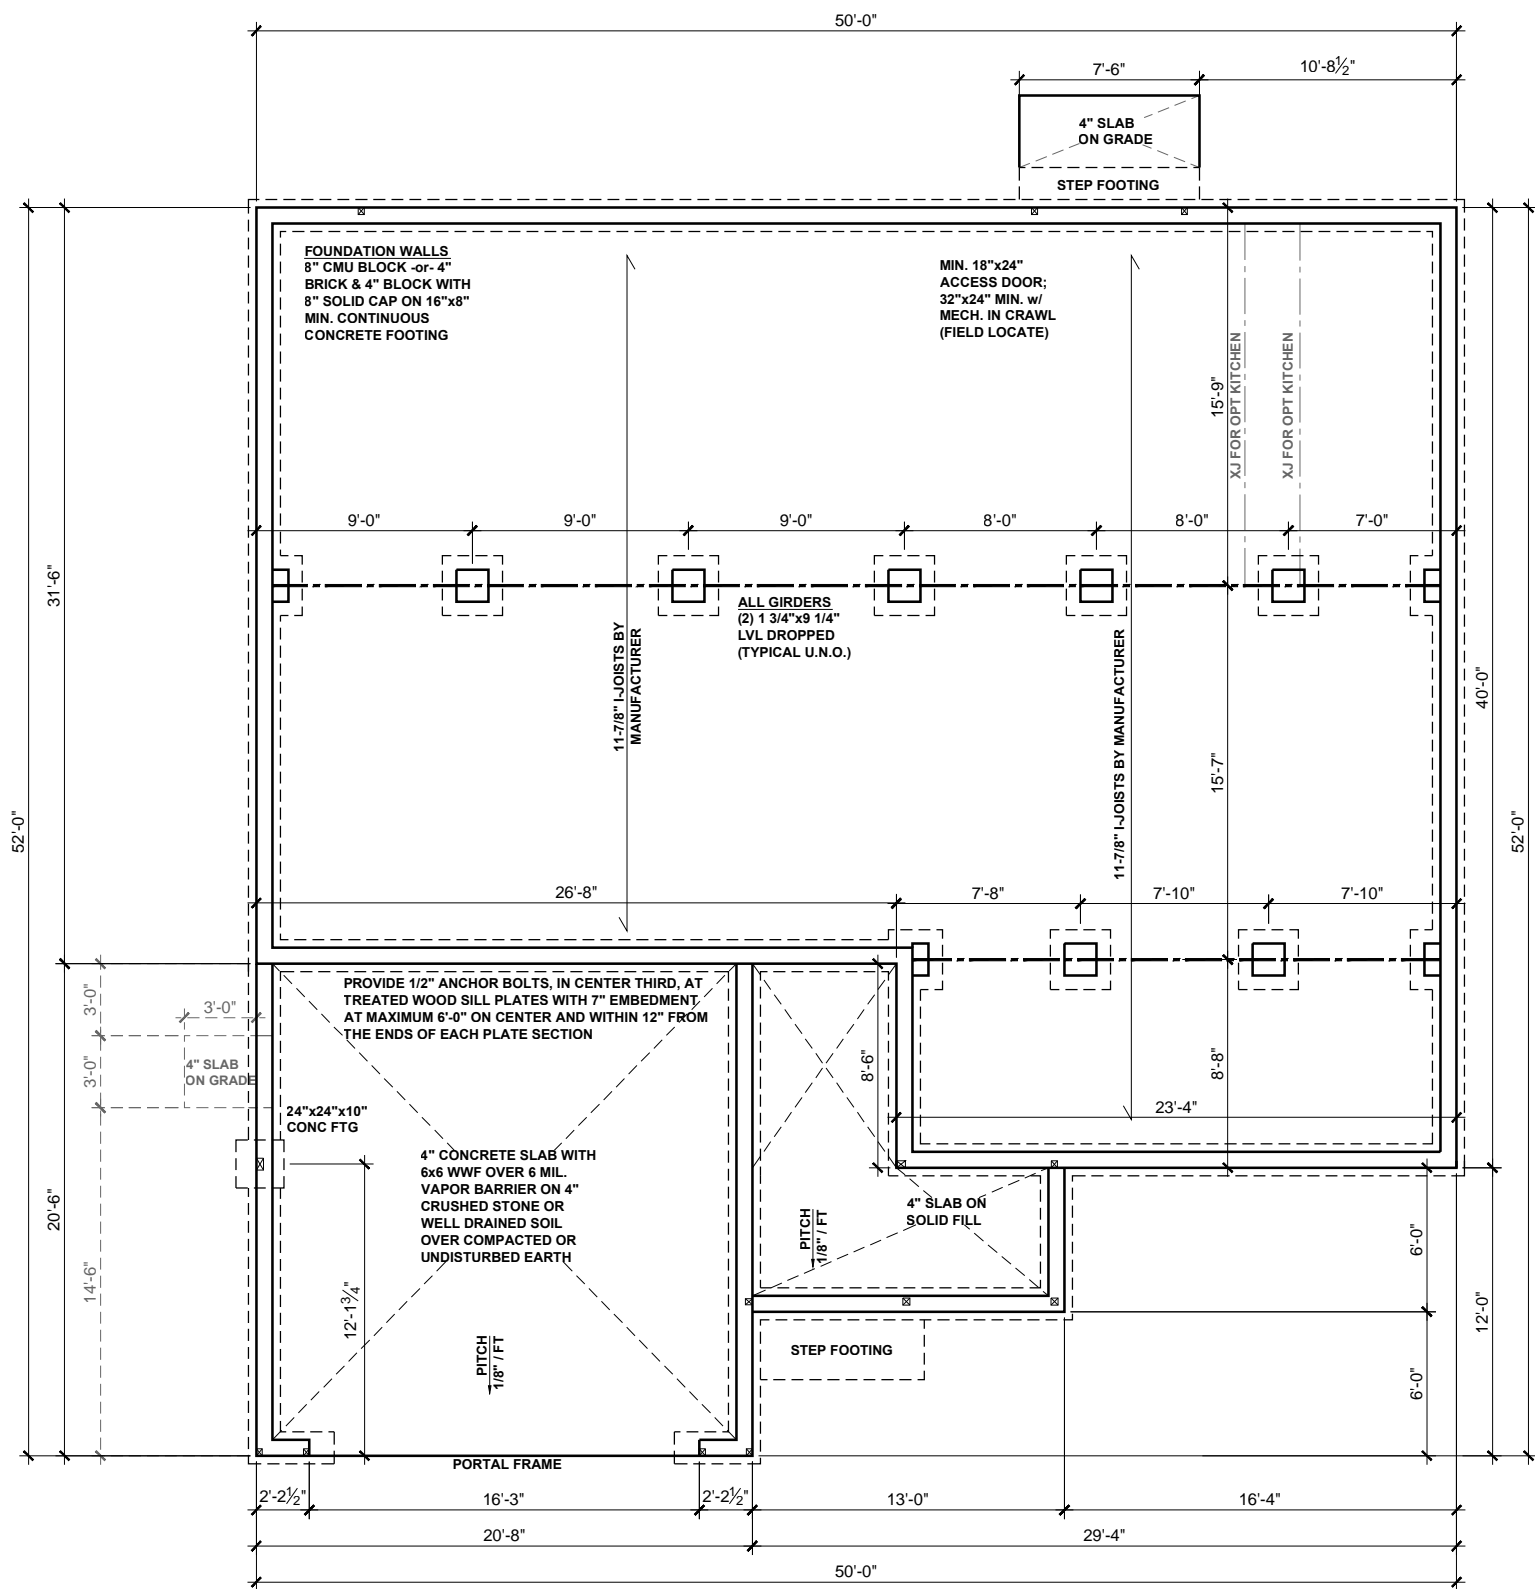 50'-0"
7'-6"
10'-8½"
4" SLAB
ON GRADE
STEP FOOTING
FOUNDATION WALLS
8" CMU BLOCK -or- 4"
BRICK & 4" BLOCK WITH
8" SOLID CAP ON 16"x8"
MIN. CONTINUOUS
CONCRETE FOOTING
MIN. 18"x24"
ACCESS DOOR;
32"x24" MIN. w/
MECH. IN CRAWL
(FIELD LOCATE)
15'-9"
XJ FOR OPT KITCHEN
XJ FOR OPT KITCHEN
9'-0"
9'-0"
9'-0"
8'-0"
8'-0"
7'-0"
31'-6"
ALL GIRDERS
(2) 1 3/4"x9 1/4"
LVL DROPPED
(TYPICAL U.N.O.)
11-7/8" I-JOISTS BY
MANUFACTURER
11-7/8" I-JOISTS BY MANUFACTURER
40'-0"
15'-7"
52'-0"
52'-0"
26'-8"
7'-8"
7'-10"
7'-10"
PROVIDE 1/2" ANCHOR BOLTS, IN CENTER THIRD, AT
TREATED WOOD SILL PLATES WITH 7" EMBEDMENT
AT MAXIMUM 6'-0" ON CENTER AND WITHIN 12" FROM
THE ENDS OF EACH PLATE SECTION
3'-0"
3'-0"
3'-0"
4" SLAB
ON GRADE
8'-6"
8'-8"
23'-4"
24"x24"x10"
CONC FTG
4" CONCRETE SLAB WITH
6x6 WWF OVER 6 MIL.
VAPOR BARRIER ON 4"
CRUSHED STONE OR
WELL DRAINED SOIL
OVER COMPACTED OR
UNDISTURBED EARTH
4" SLAB ON
SOLID FILL
PITCH
1/8" / FT
20'-6"
14'-6"
12'-1¾"
6'-0"
12'-0"
PITCH
1/8" / FT
STEP FOOTING
6'-0"
PORTAL FRAME
2'-2½"
16'-3"
2'-2½"
13'-0"
16'-4"
20'-8"
29'-4"
50'-0"